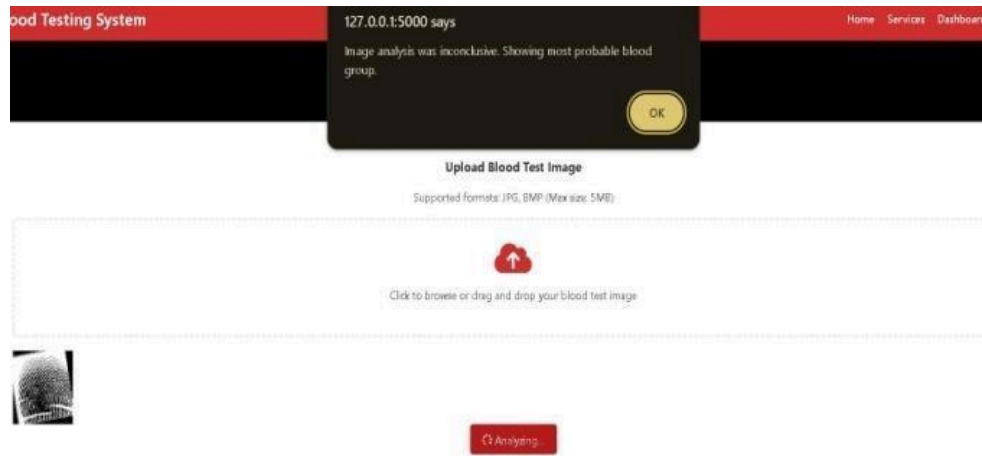 ood Testing System
Home Services Dashboar
127.0.0.1:5000 says
Image analysis was inconclusive. Showing most probable blood
group.
OK
Upload Blood Test Image
Supported formats: JPG, BMP (Max size: 5MB)
Click to browse or drag and drop your blood test image
Analyzing...